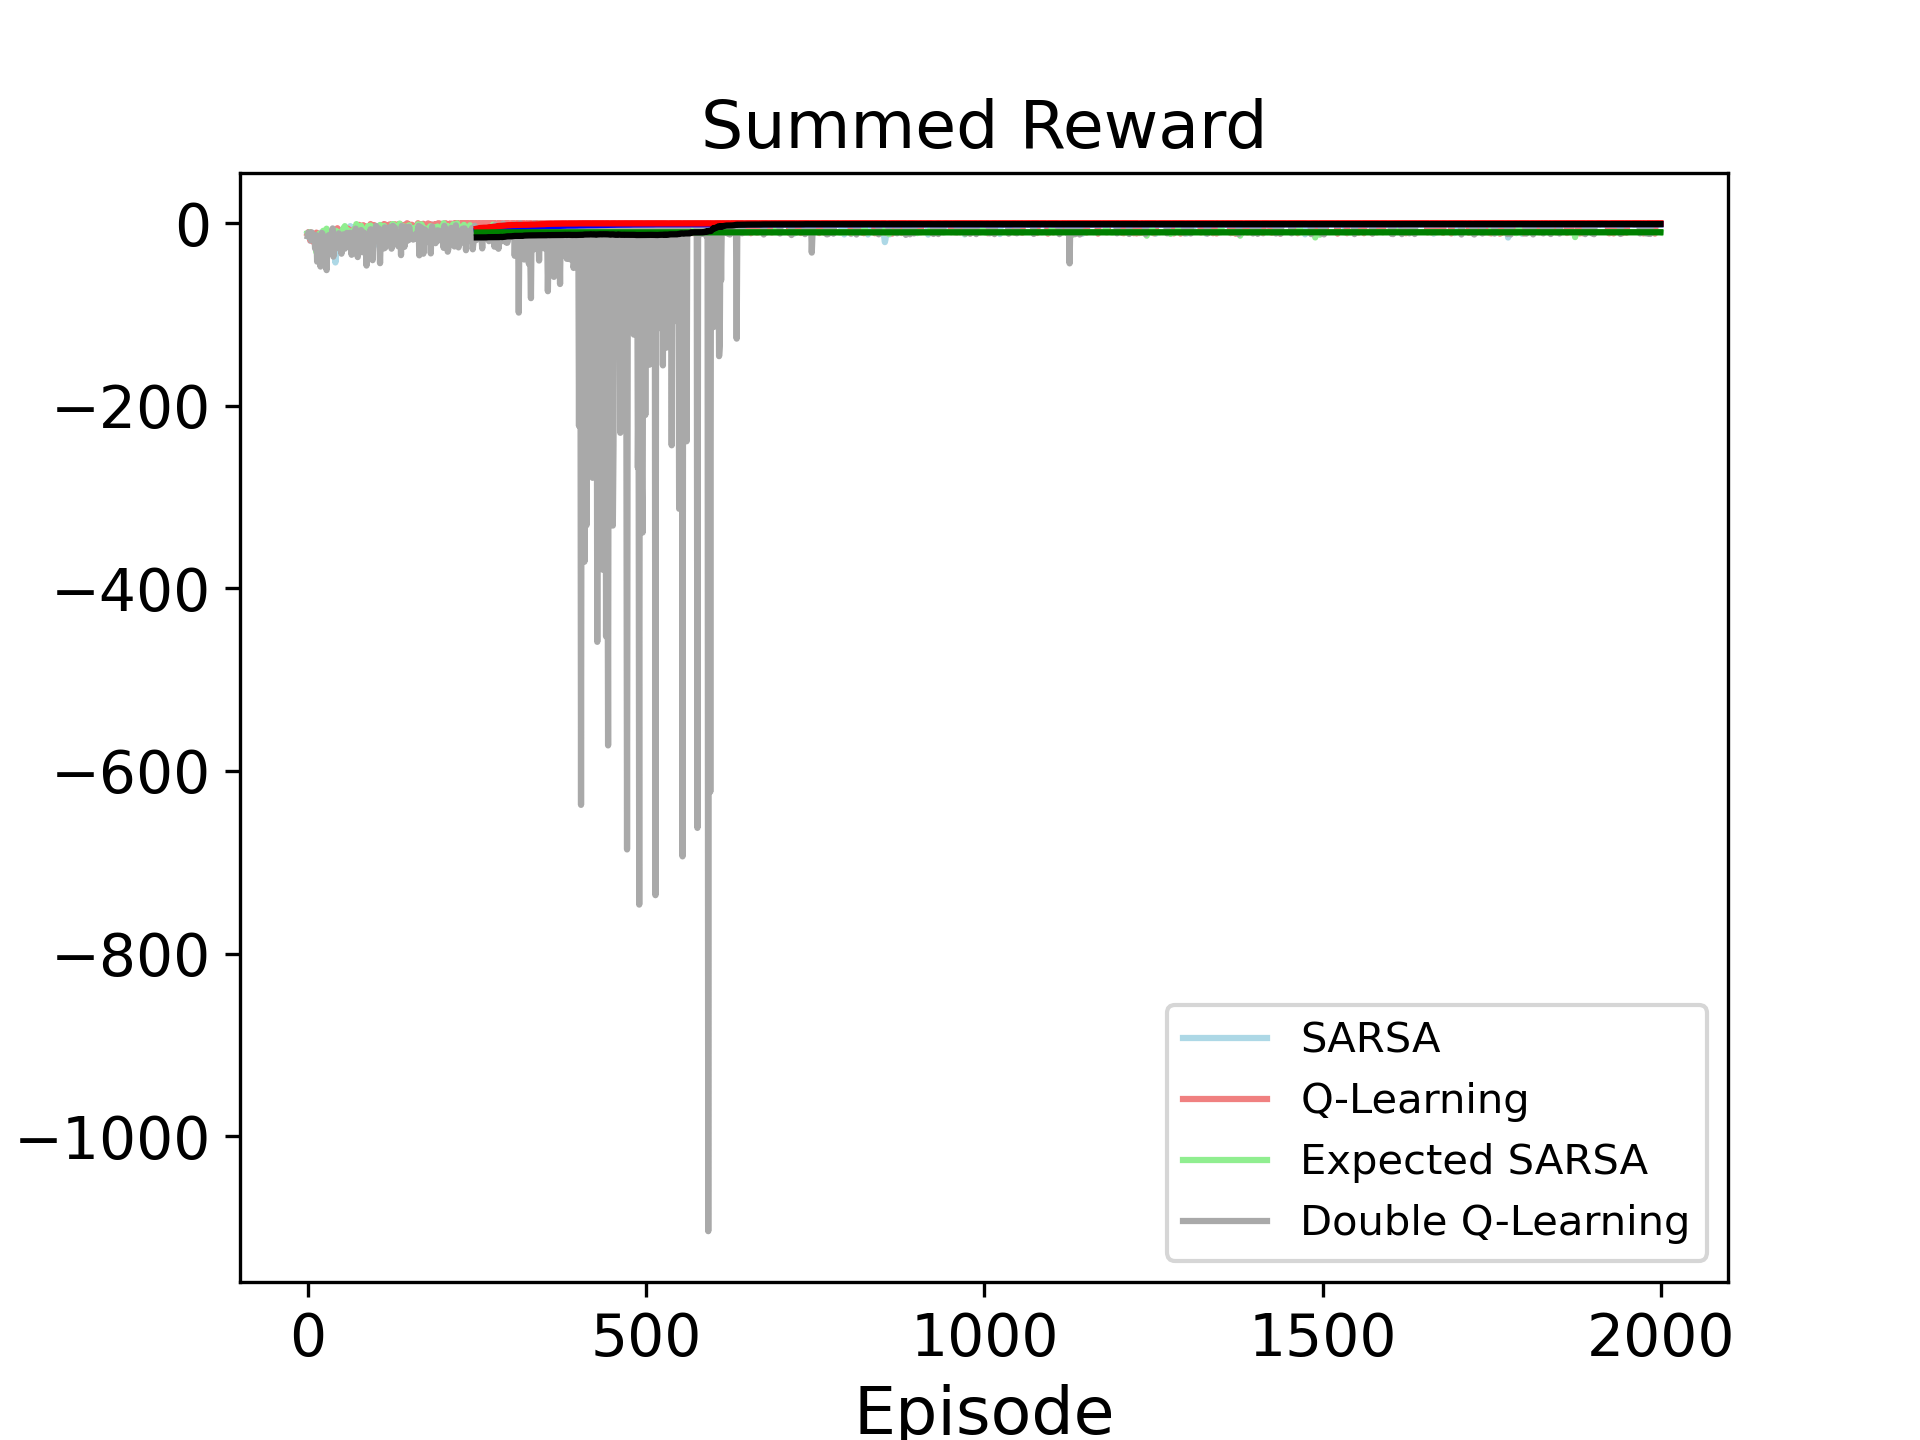 Summed Reward
0
−200
−400
−600
−800
−1000
SARSA
Q-Learning
Expected SARSA
Double Q-Learning
0 500 1000 1500 2000
Episode